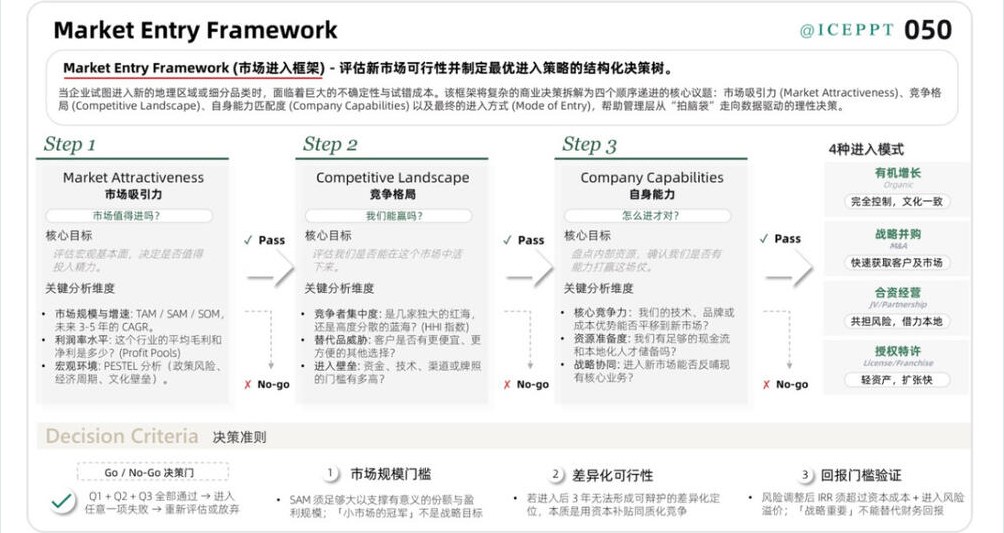 Market Entry Framework
@ICEPPT 050
Market Entry Framework (市场进入框架) - 评估新市场可行性并制定最优进入策略的结构化决策树。
当企业试图进入新的地理区域或细分品类时，面临着巨大的不确定性与试错成本。该框架将复杂的商业决策拆解为四个顺序递进的核心议题：市场吸引力 (Market Attractiveness)、竞争格
局 (Competitive Landscape)、自身能力匹配度 (Company Capabilities) 以及最终的进入方式 (Mode of Entry)，帮助管理层从“拍脑袋”走向数据驱动的理性决策。
Step 1
Market Attractiveness
市场吸引力
市场值得进吗？
核心目标
评估宏观基本面，决定是否值得
投入精力。
关键分析维度
• 市场规模与增速: TAM / SAM / SOM，
未来 3-5 年的 CAGR。
• 利润率水平: 这个行业的平均毛利和
净利是多少？(Profit Pools)
• 宏观环境: PESTEL 分析（政策风险、
经济周期、文化壁垒）。
✓ Pass
✗ No-go
Step 2
Competitive Landscape
竞争格局
我们能赢吗？
核心目标
评估我们是否能在这个市场中活
下来。
关键分析维度
• 竞争者集中度: 是几家独大的红海，
还是高度分散的蓝海？(HHI 指数)
• 替代品威胁: 客户是否有更便宜、更
方便的其他选择？
• 进入壁垒: 资金、技术、渠道或牌照
的门槛有多高？
✓ Pass
✗ No-go
Step 3
Company Capabilities
自身能力
怎么进才对？
核心目标
盘点内部资源，确认我们是否有
能力打赢这场仗。
关键分析维度
• 核心竞争力：我们的技术、品牌或
成本优势能否平移到新市场？
• 资源准备度: 我们有足够的现金流
和本地化人才储备吗？
• 战略协同: 进入新市场能否反哺现
有核心业务？
✓ Pass
✗ No-go
4种进入模式
有机增长
Organic
完全控制，文化一致
战略并购
M&A
快速获取客户及市场
合资经营
JV/Partnership
共担风险，借力本地
授权特许
License/Franchise
轻资产，扩张快
Decision Criteria 决策准则
Go / No-Go 决策门
Q1 + Q2 + Q3 全部通过 → 进入
任意一项失败 → 重新评估或放弃
1 市场规模门槛
• SAM 须足够大以支撑有意义的份额与盈
利规模；「小市场的冠军」不是战略目标
2 差异化可行性
• 若进入后 3 年无法形成可辩护的差异化定
位，本质是用资本补贴同质化竞争
3 回报门槛验证
• 风险调整后 IRR 须超过资本成本 + 进入风险
溢价；「战略重要」不能替代财务回报